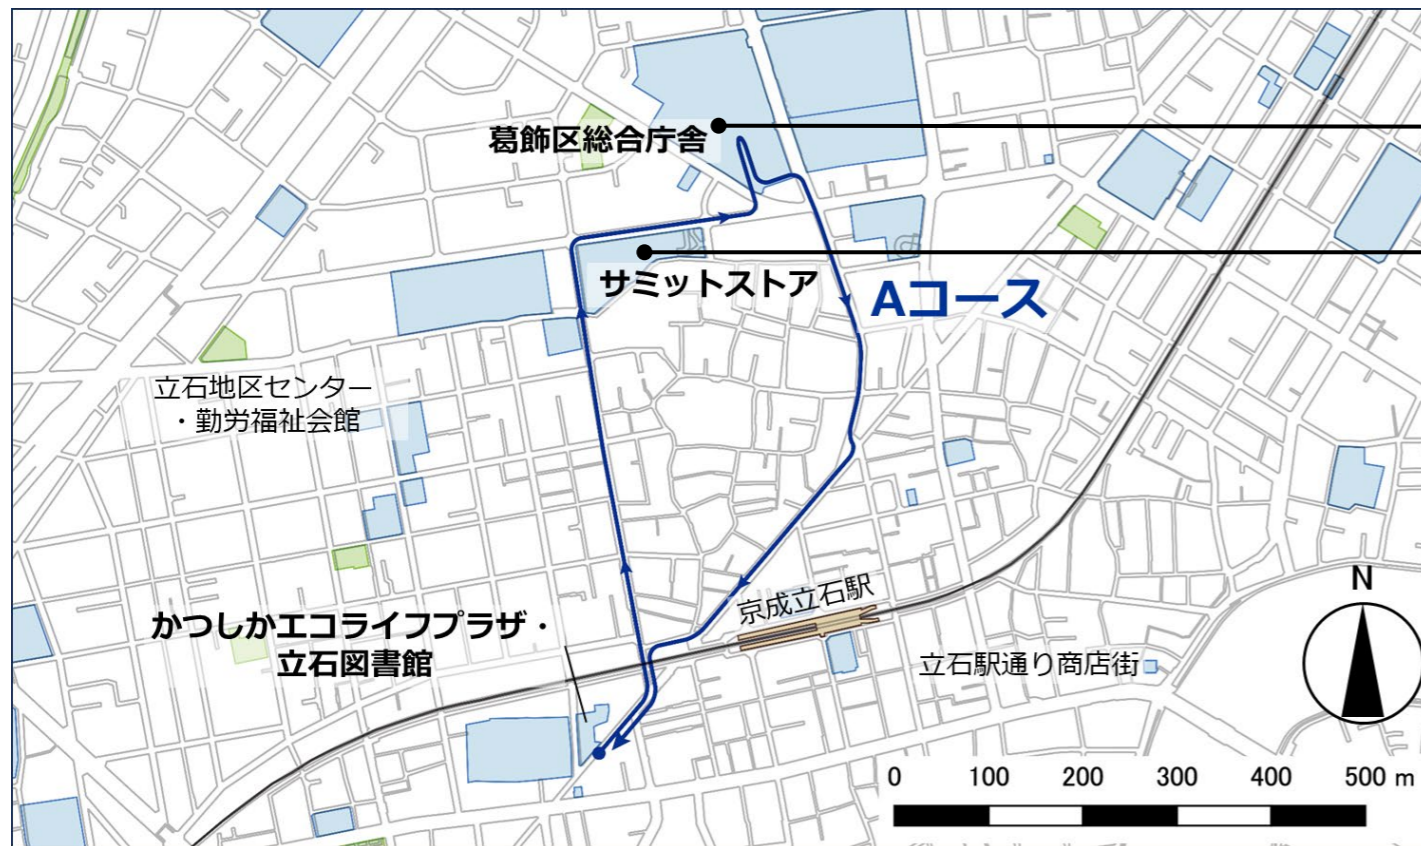 葛飾区総合庁舎
サミットストア
Aコース
立石地区センター
・勤労福祉会館
京成立石駅
かつしかエコライフプラザ・
立石図書館
立石駅通り商店街
N
0 100 200 300 400 500 m